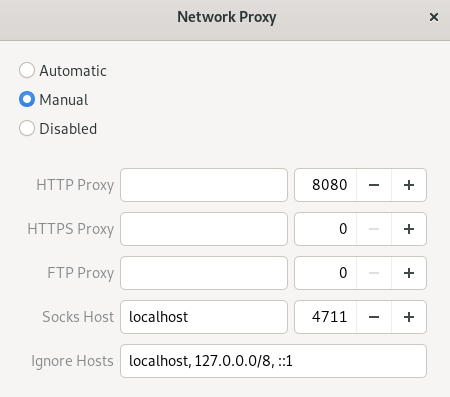 Network Proxy ×
Automatic
Manual
Disabled
HTTP Proxy 8080 − +
HTTPS Proxy 0 − +
FTP Proxy 0 − +
Socks Host localhost 4711 − +
Ignore Hosts localhost, 127.0.0.0/8, ::1